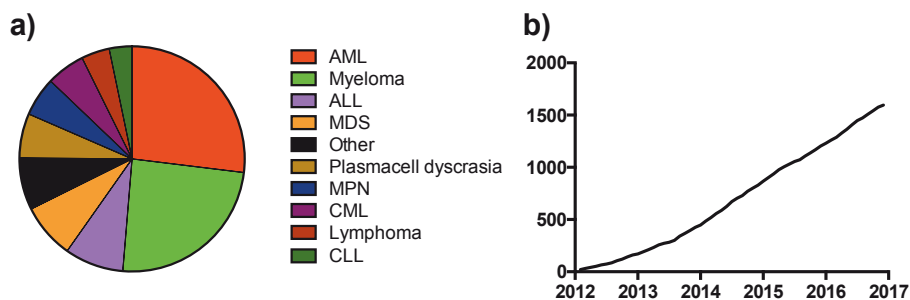 a)
AML
Myeloma
ALL
MDS
Other
Plasmacell dyscrasia
MPN
CML
Lymphoma
CLL
b)
2000
1500
1000
500
0
2012 2013 2014 2015 2016 2017